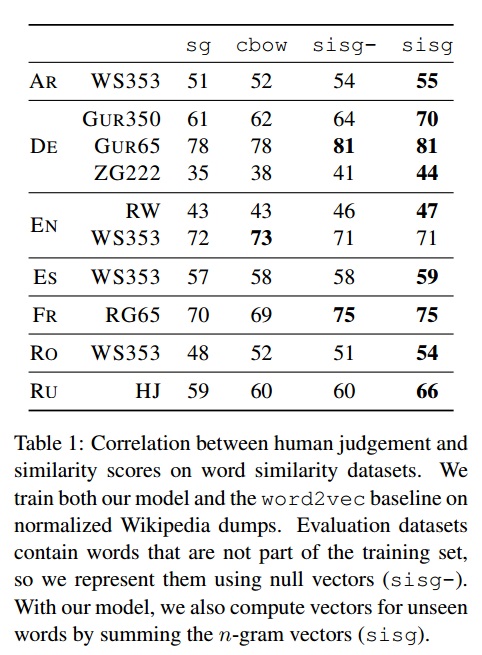 sg cbow sisg- sisg
AR WS353 51 52 54 55
GUR350 61 62 64 70
DE GUR65 78 78 81 81
ZG222 35 38 41 44
EN RW 43 43 46 47
WS353 72 73 71 71
ES WS353 57 58 58 59
FR RG65 70 69 75 75
RO WS353 48 52 51 54
RU HJ 59 60 60 66
Table 1: Correlation between human judgement and
similarity scores on word similarity datasets. We
train both our model and the word2vec baseline on
normalized Wikipedia dumps. Evaluation datasets
contain words that are not part of the training set,
so we represent them using null vectors (sisg-).
With our model, we also compute vectors for unseen
words by summing the n-gram vectors (sisg).